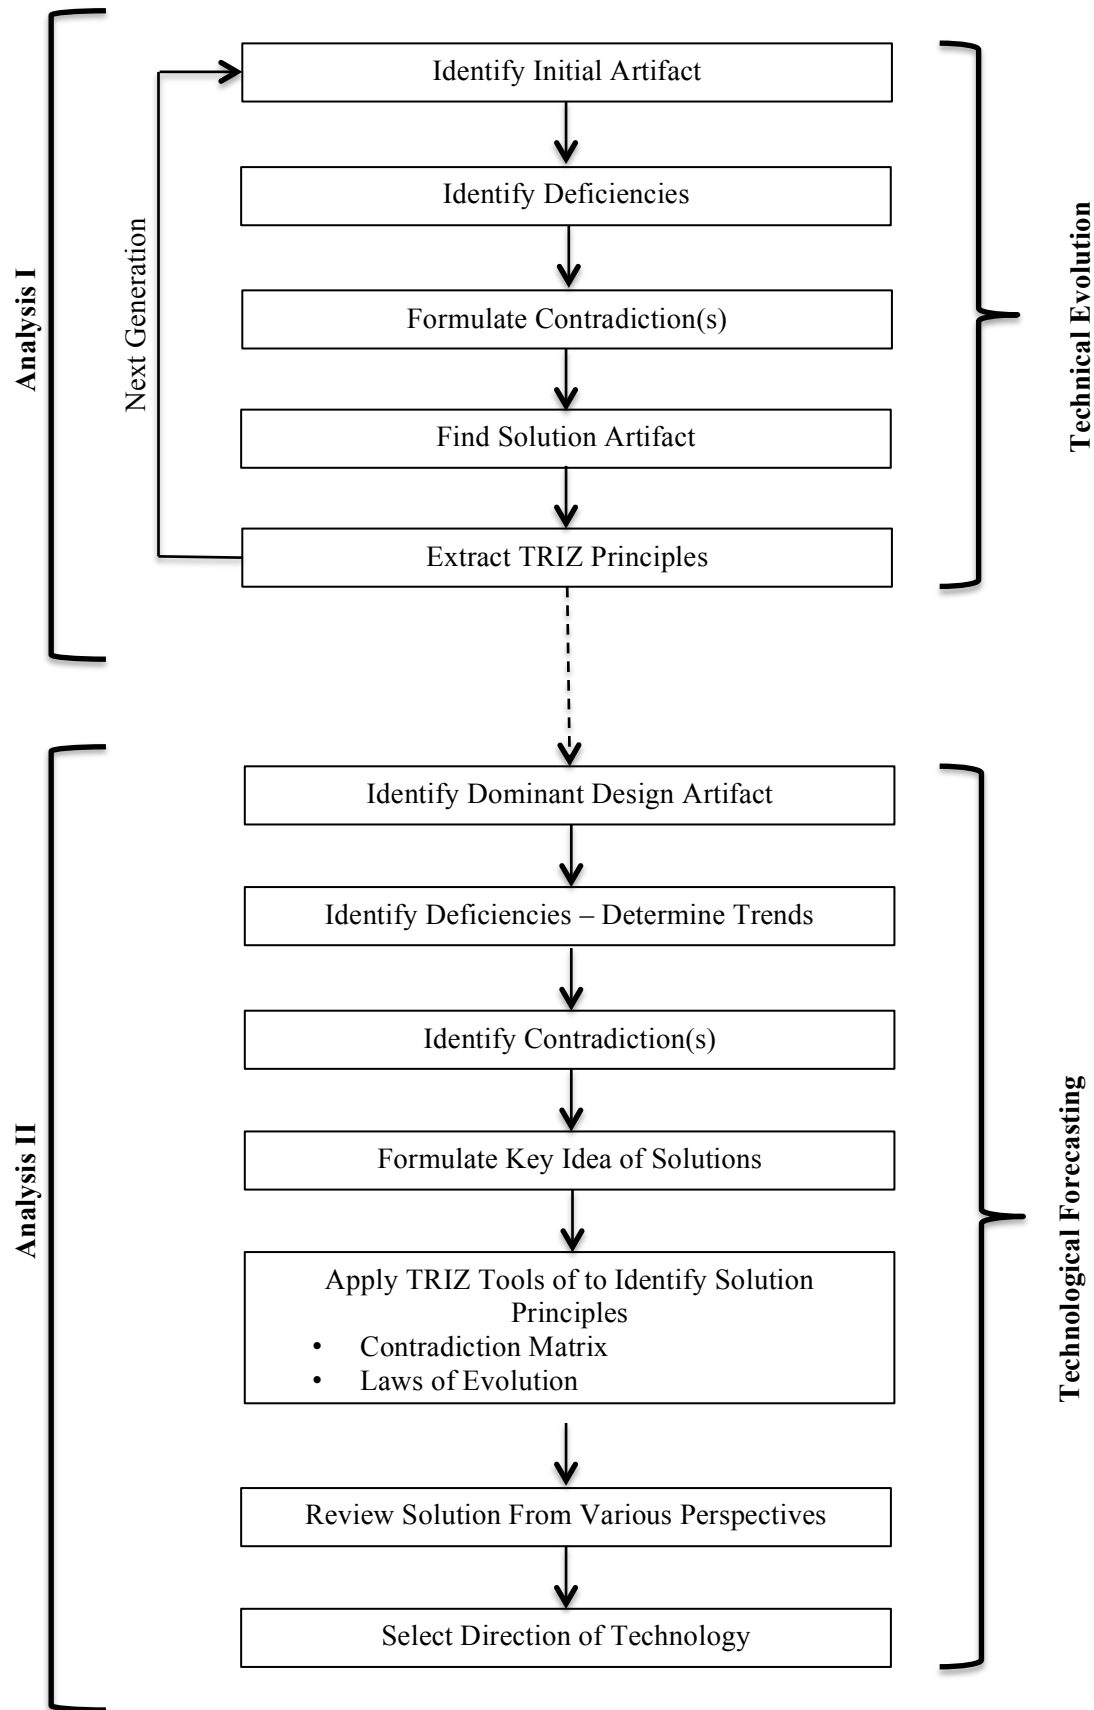 Analysis I
Next Generation
Identify Initial Artifact
Identify Deficiencies
Formulate Contradiction(s)
Find Solution Artifact
Extract TRIZ Principles
Technical Evolution
Analysis II
Identify Dominant Design Artifact
Identify Deficiencies – Determine Trends
Identify Contradiction(s)
Formulate Key Idea of Solutions
Apply TRIZ Tools of to Identify Solution
Principles
• Contradiction Matrix
• Laws of Evolution
Review Solution From Various Perspectives
Select Direction of Technology
Technological Forecasting